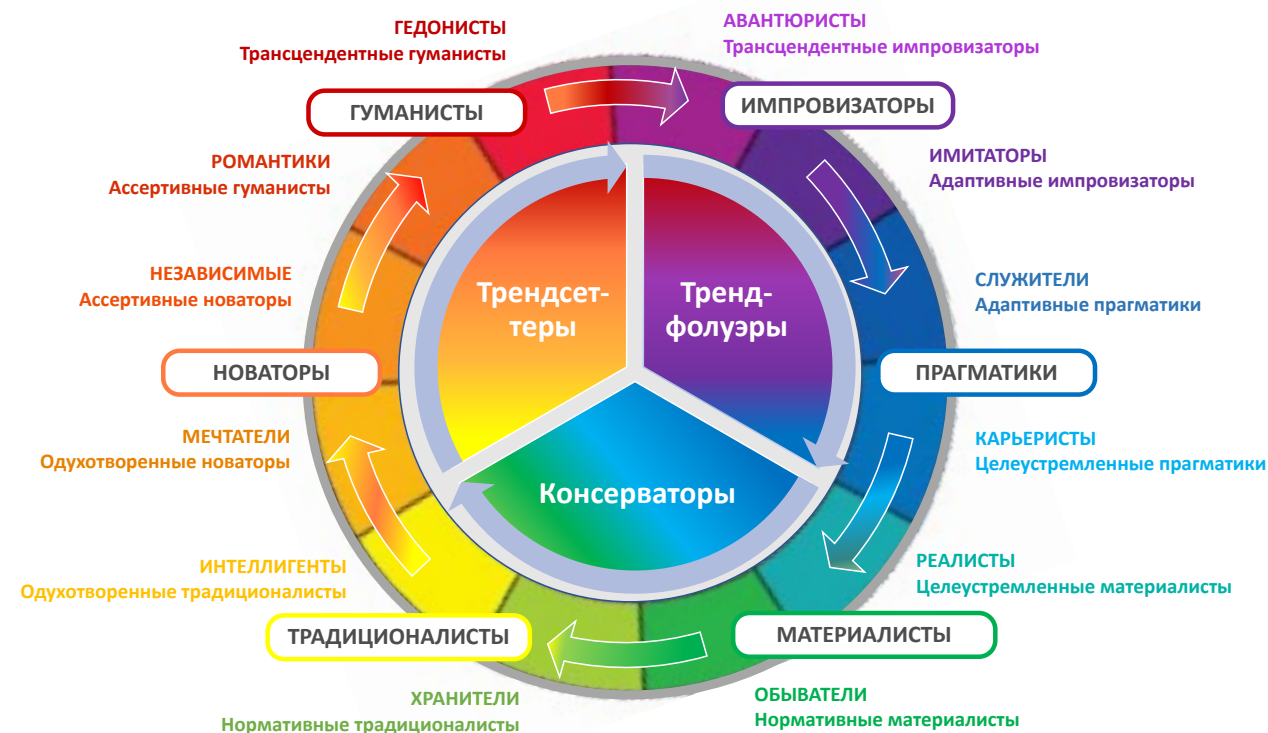 ГЕДОНИСТЫ
Трансцендентные гуманисты
АВАНТЮРИСТЫ
Трансцендентные импровизаторы
ГУМАНИСТЫ
ИМПРОВИЗАТОРЫ
РОМАНТИКИ
Ассертивные гуманисты
ИМИТАТОРЫ
Адаптивные импровизаторы
НЕЗАВИСИМЫЕ
Ассертивные новаторы
Трендсет-
теры
Тренд-
фолуэры
СЛУЖИТЕЛИ
Адаптивные прагматики
НОВАТОРЫ
ПРАГМАТИКИ
МЕЧТАТЕЛИ
Одухотворенные новаторы
КАРЬЕРИСТЫ
Целеустремленные прагматики
Консерваторы
ИНТЕЛЛИГЕНТЫ
Одухотворенные традиционалисты
РЕАЛИСТЫ
Целеустремленные материалисты
ТРАДИЦИОНАЛИСТЫ
МАТЕРИАЛИСТЫ
ХРАНИТЕЛИ
Нормативные традиционалисты
ОБЫВАТЕЛИ
Нормативные материалисты